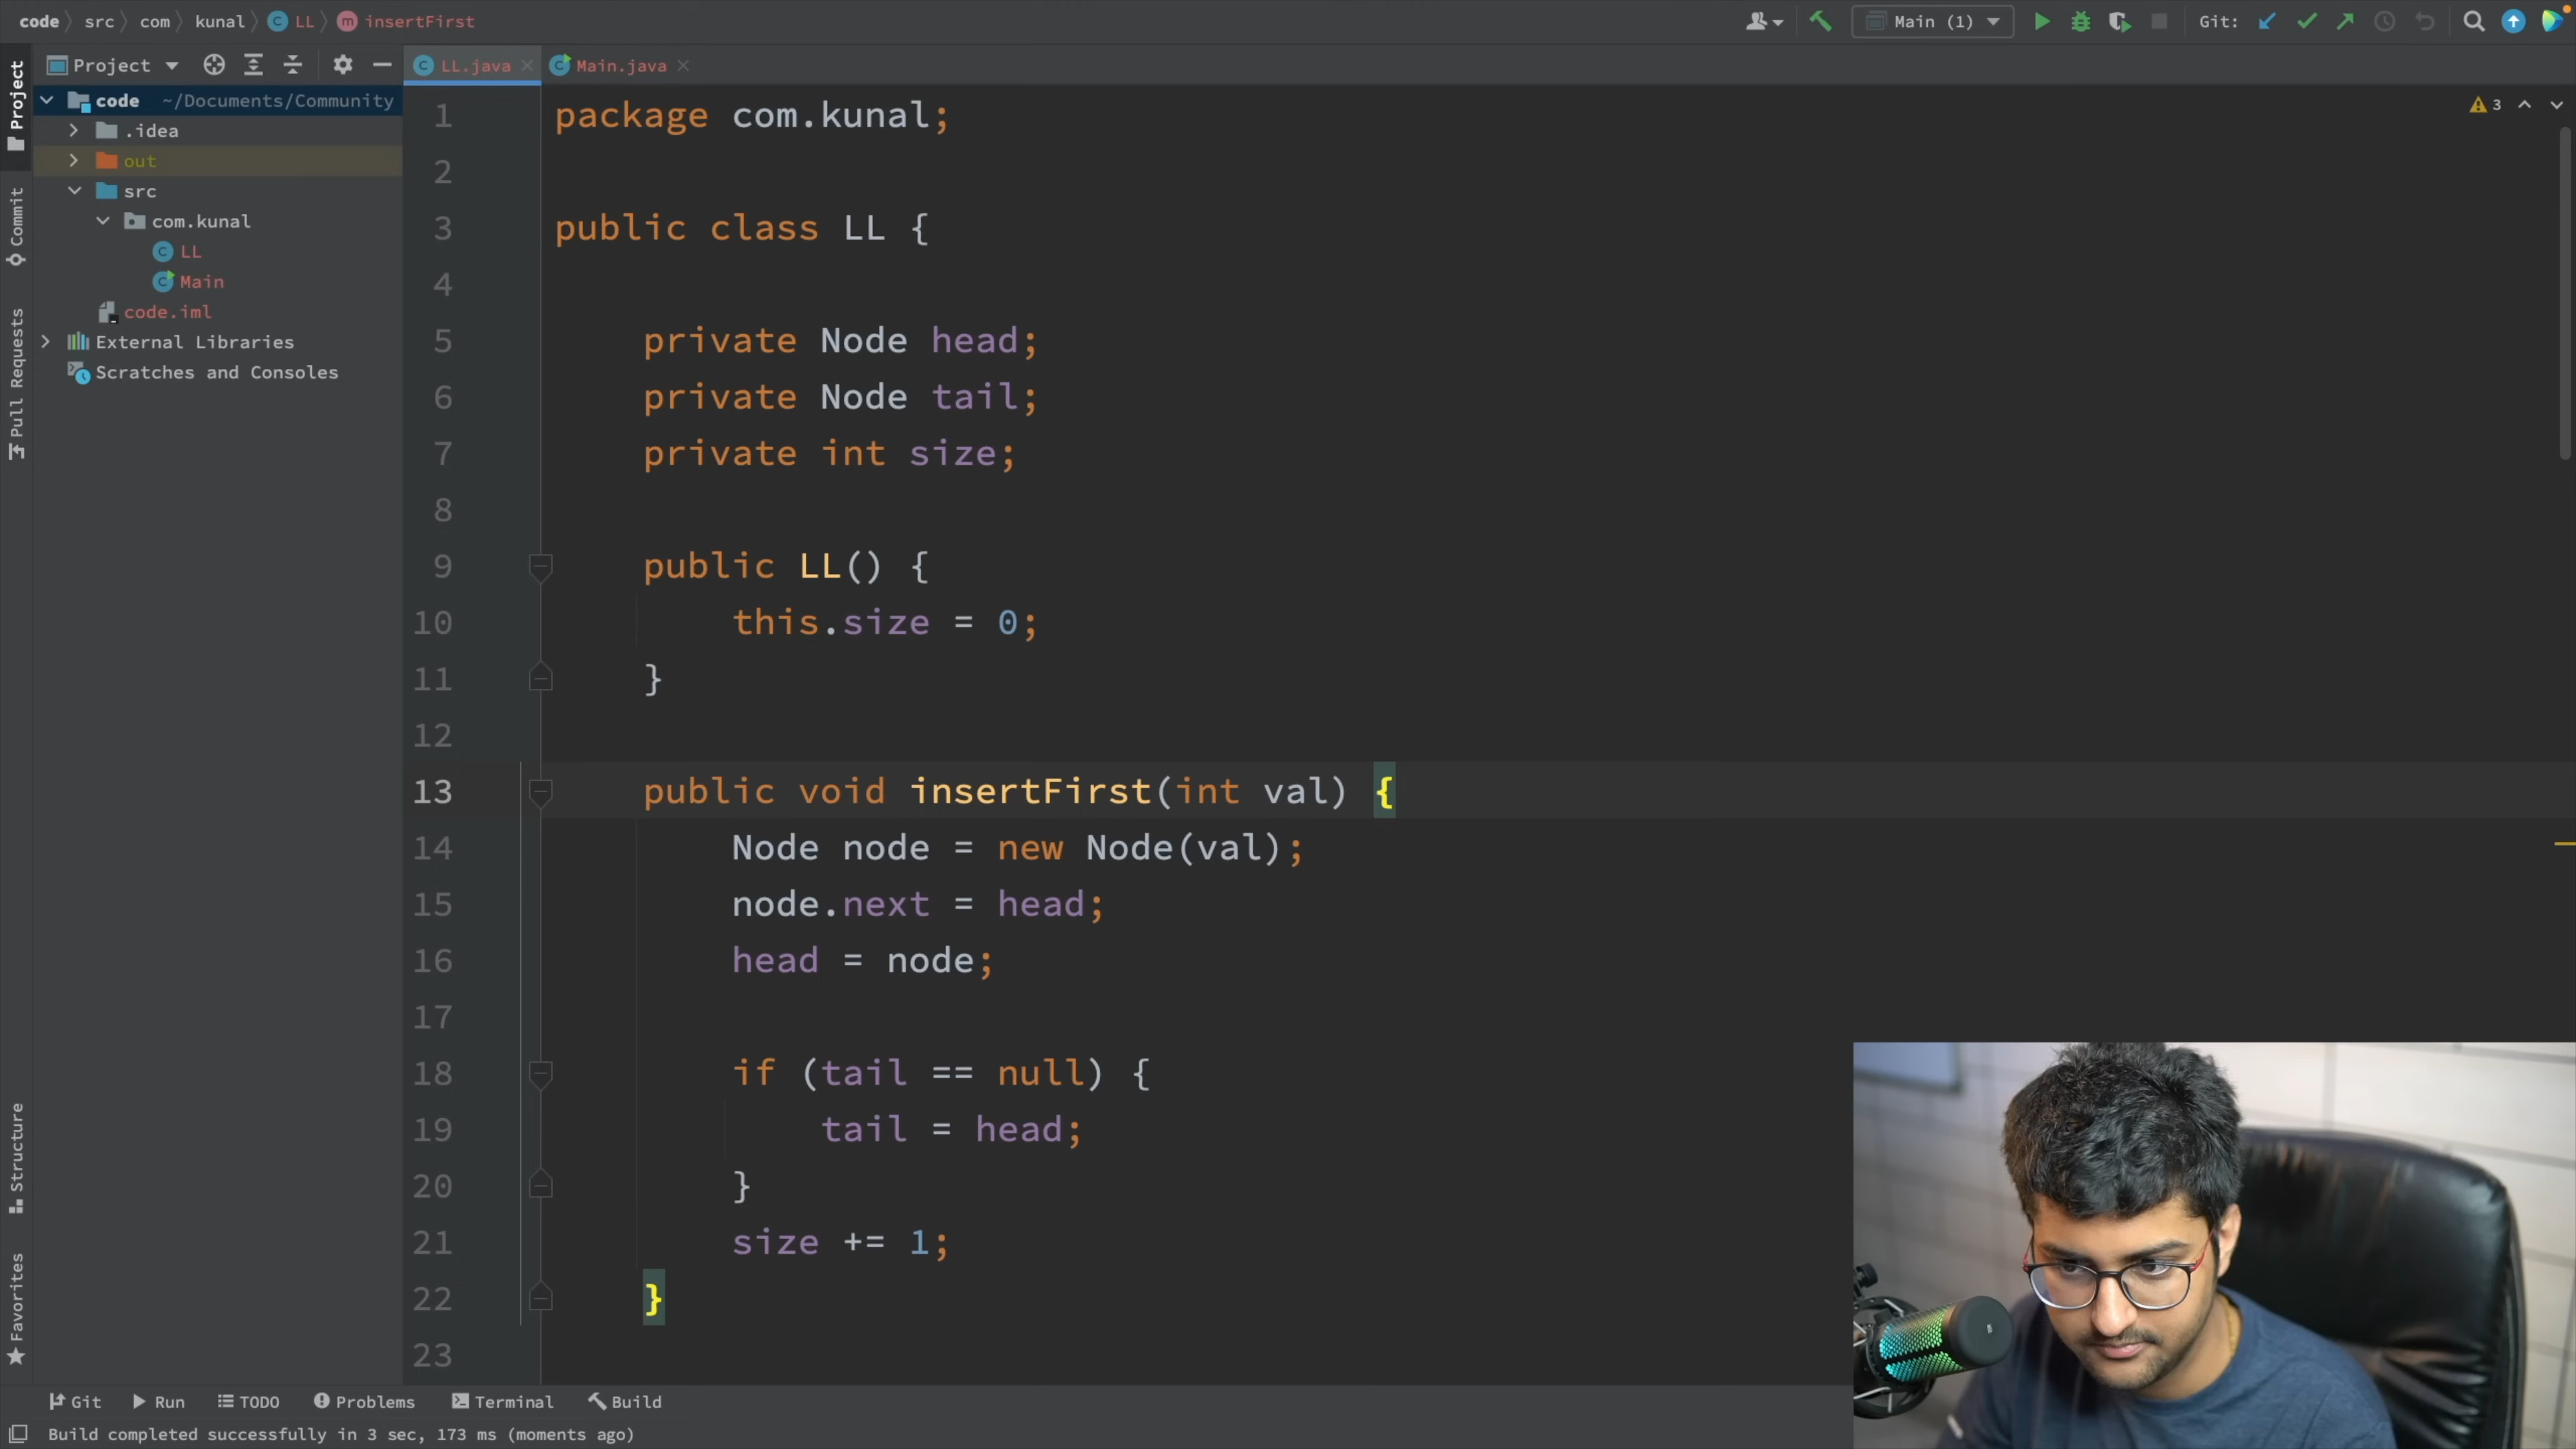 code src com kunal LL insertFirst
Main (1)
Git:
Project
LL.java
Main.java
code ~/Documents/Community
.idea
out
src
com.kunal
LL
Main
code.iml
External Libraries
Scratches and Consoles
Project
Commit
Pull Requests
Structure
Favorites
3
1 package com.kunal;
2
3 public class LL {
4
5 private Node head;
6 private Node tail;
7 private int size;
8
9 public LL() {
10 this.size = 0;
11 }
12
13 public void insertFirst(int val) {
14 Node node = new Node(val);
15 node.next = head;
16 head = node;
17
18 if (tail == null) {
19 tail = head;
20 }
21 size += 1;
22 }
23
Git Run TODO Problems Terminal Build
Build completed successfully in 3 sec, 173 ms (moments ago)